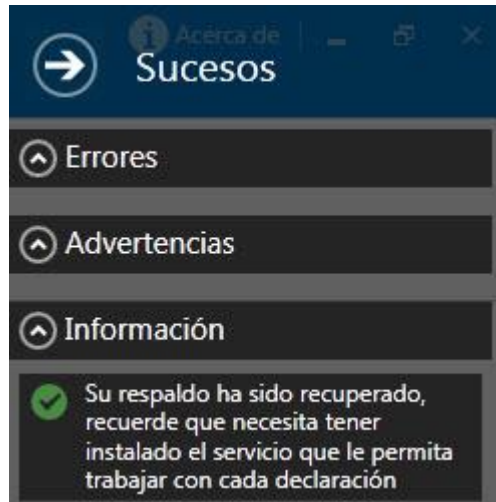 Acerca de
Sucesos
Errores
Advertencias
Información
Su respaldo ha sido recuperado,
recuerde que necesita tener
instalado el servicio que le permita
trabajar con cada declaración